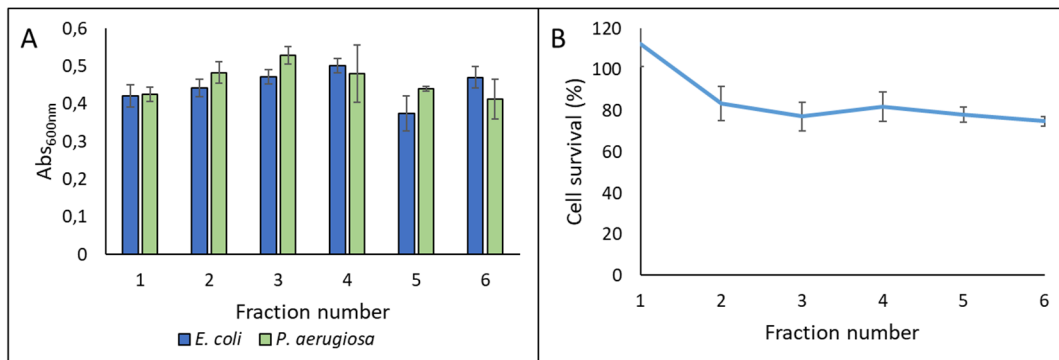 A
0,6
0,5
0,4
0,3
0,2
0,1
0
Abs600nm
1 2 3 4 5 6
Fraction number
E. coli P. aerugiosa
B
120
100
80
60
40
20
0
Cell survival (%)
1 2 3 4 5 6
Fraction number